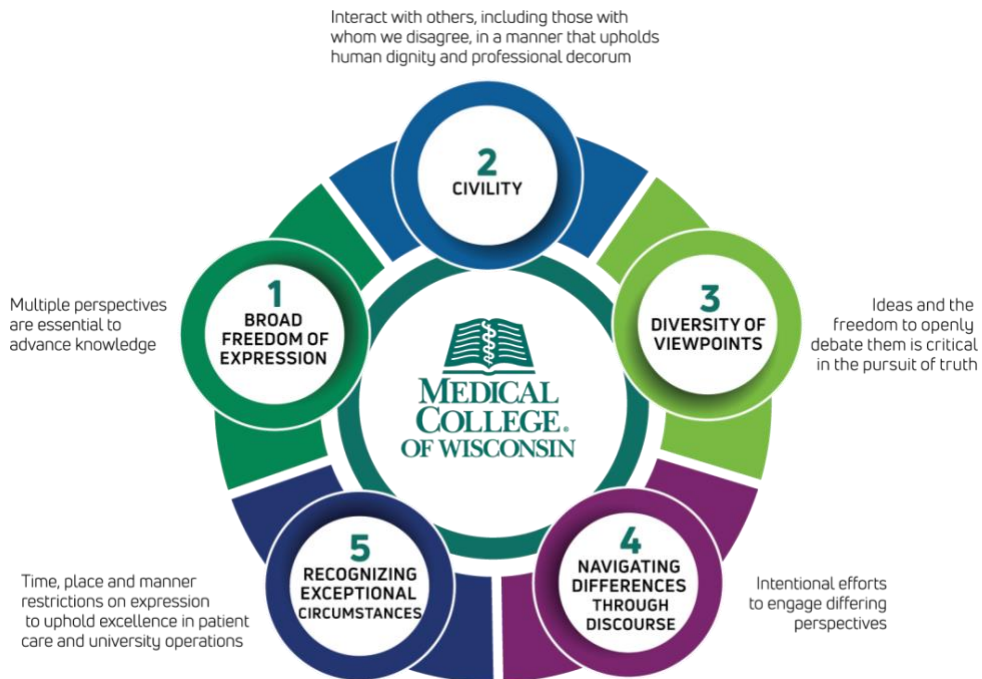 Interact with others, including those with
whom we disagree, in a manner that upholds
human dignity and professional decorum
2
CIVILITY
1
BROAD
FREEDOM OF
EXPRESSION
Multiple perspectives
are essential to
advance knowledge
3
DIVERSITY OF
VIEWPOINTS
Ideas and the
freedom to openly
debate them is critical
in the pursuit of truth
MEDICAL
COLLEGE®
OF WISCONSIN
5
RECOGNIZING
EXCEPTIONAL
CIRCUMSTANCES
Time, place and manner
restrictions on expression
to uphold excellence in patient
care and university operations
4
NAVIGATING
DIFFERENCES
THROUGH
DISCOURSE
Intentional efforts
to engage differing
perspectives